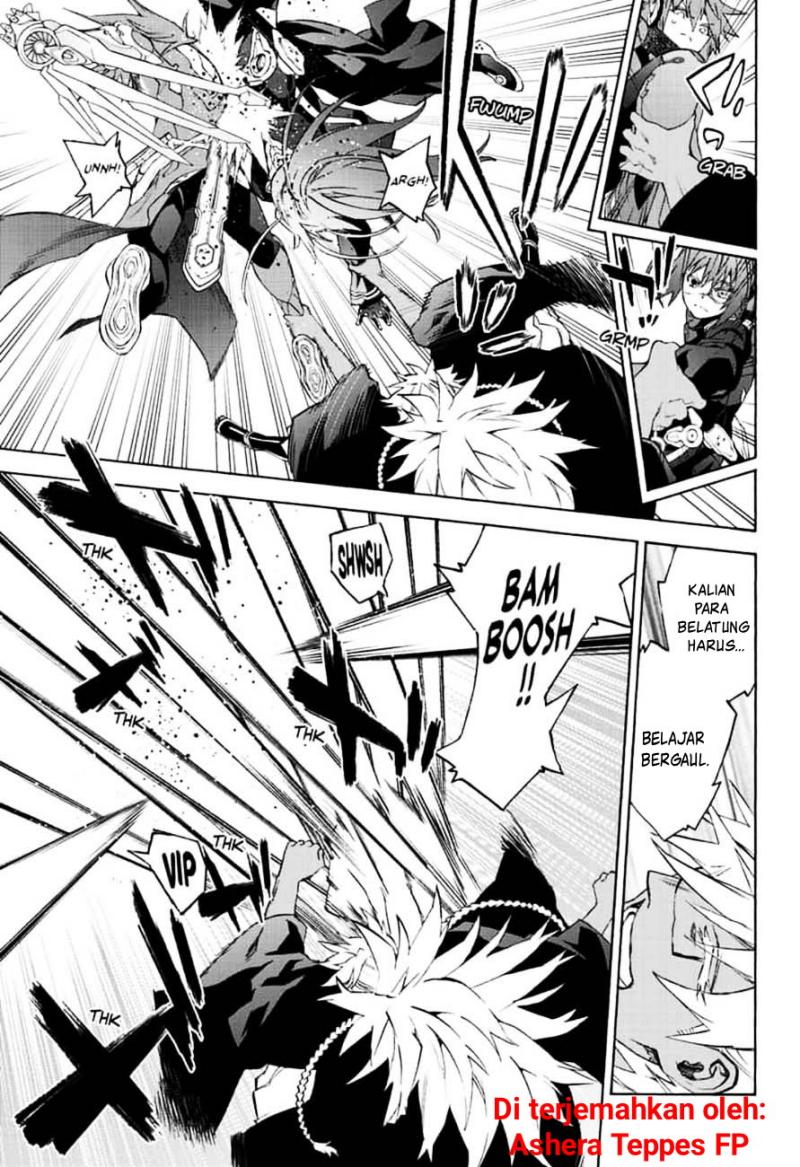 GRAB
GRMP
FWUMP
ARGH!
UNNH!
KALIAN
PARA
BELATUNG
HARUS...
BELAJAR
BERGAUL.
BAM
BOOSH
!!
SHWSH
THK
THK
THK
THK
VIP
THK
Di terjemahkan oleh:
Ashera Teppes FP